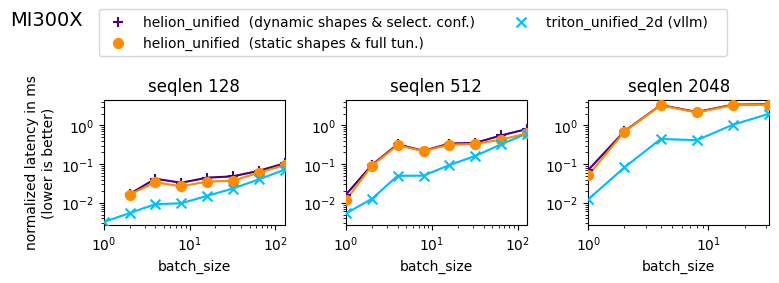 MI300X
helion_unified (dynamic shapes & select. conf.)
helion_unified (static shapes & full tun.)
triton_unified_2d (vllm)
normalized latency in ms
(lower is better)
seqlen 128
10⁰
10⁻¹
10⁻²
10⁰ 10¹ 10²
batch_size
seqlen 512
10⁰
10⁻¹
10⁻²
10⁰ 10¹ 10²
batch_size
seqlen 2048
10⁰
10⁻¹
10⁻²
10⁰ 10¹
batch_size